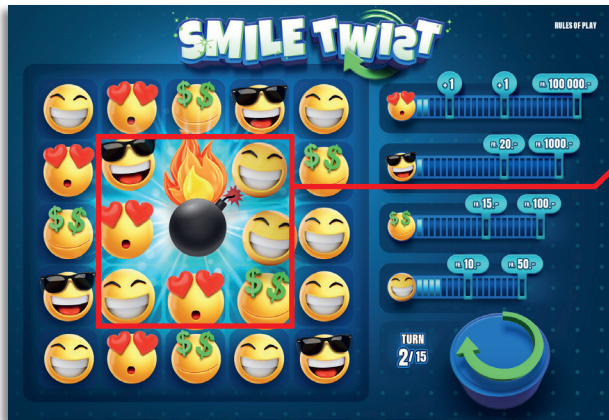 SMILE TWIST
RULES OF PLAY
+1 +1 FR. 100 000.-
FR. 20.- FR. 1000.-
FR. 15.- FR. 100.-
FR. 10.- FR. 50.-
TURN
2/15